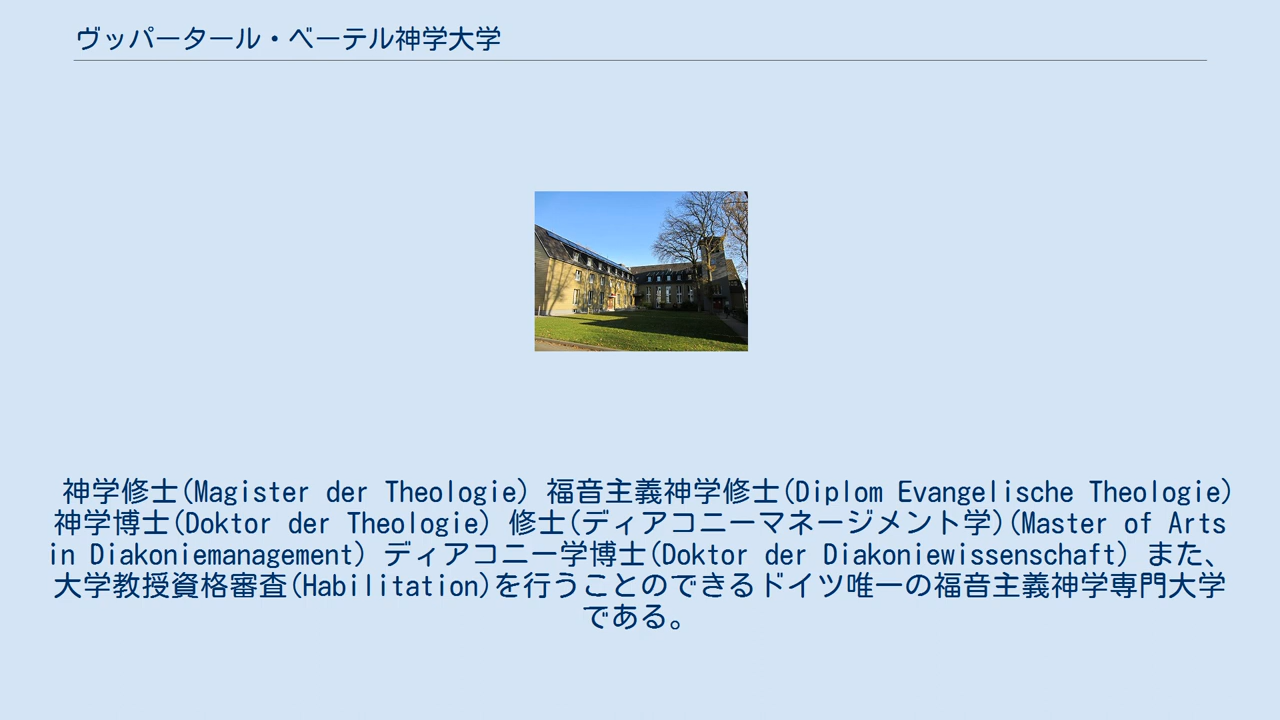 ヴッパータール・ベーテル神学大学
神学修士(Magister der Theologie) 福音主義神学修士(Diplom Evangelische Theologie)
神学博士(Doktor der Theologie) 修士(ディアコニーマネージメント学)(Master of Arts
in Diakoniemanagement) ディアコニー学博士(Doktor der Diakoniewissenschaft) また、
大学教授資格審査(Habilitation)を行うことのできるドイツ唯一の福音主義神学専門大学
である。